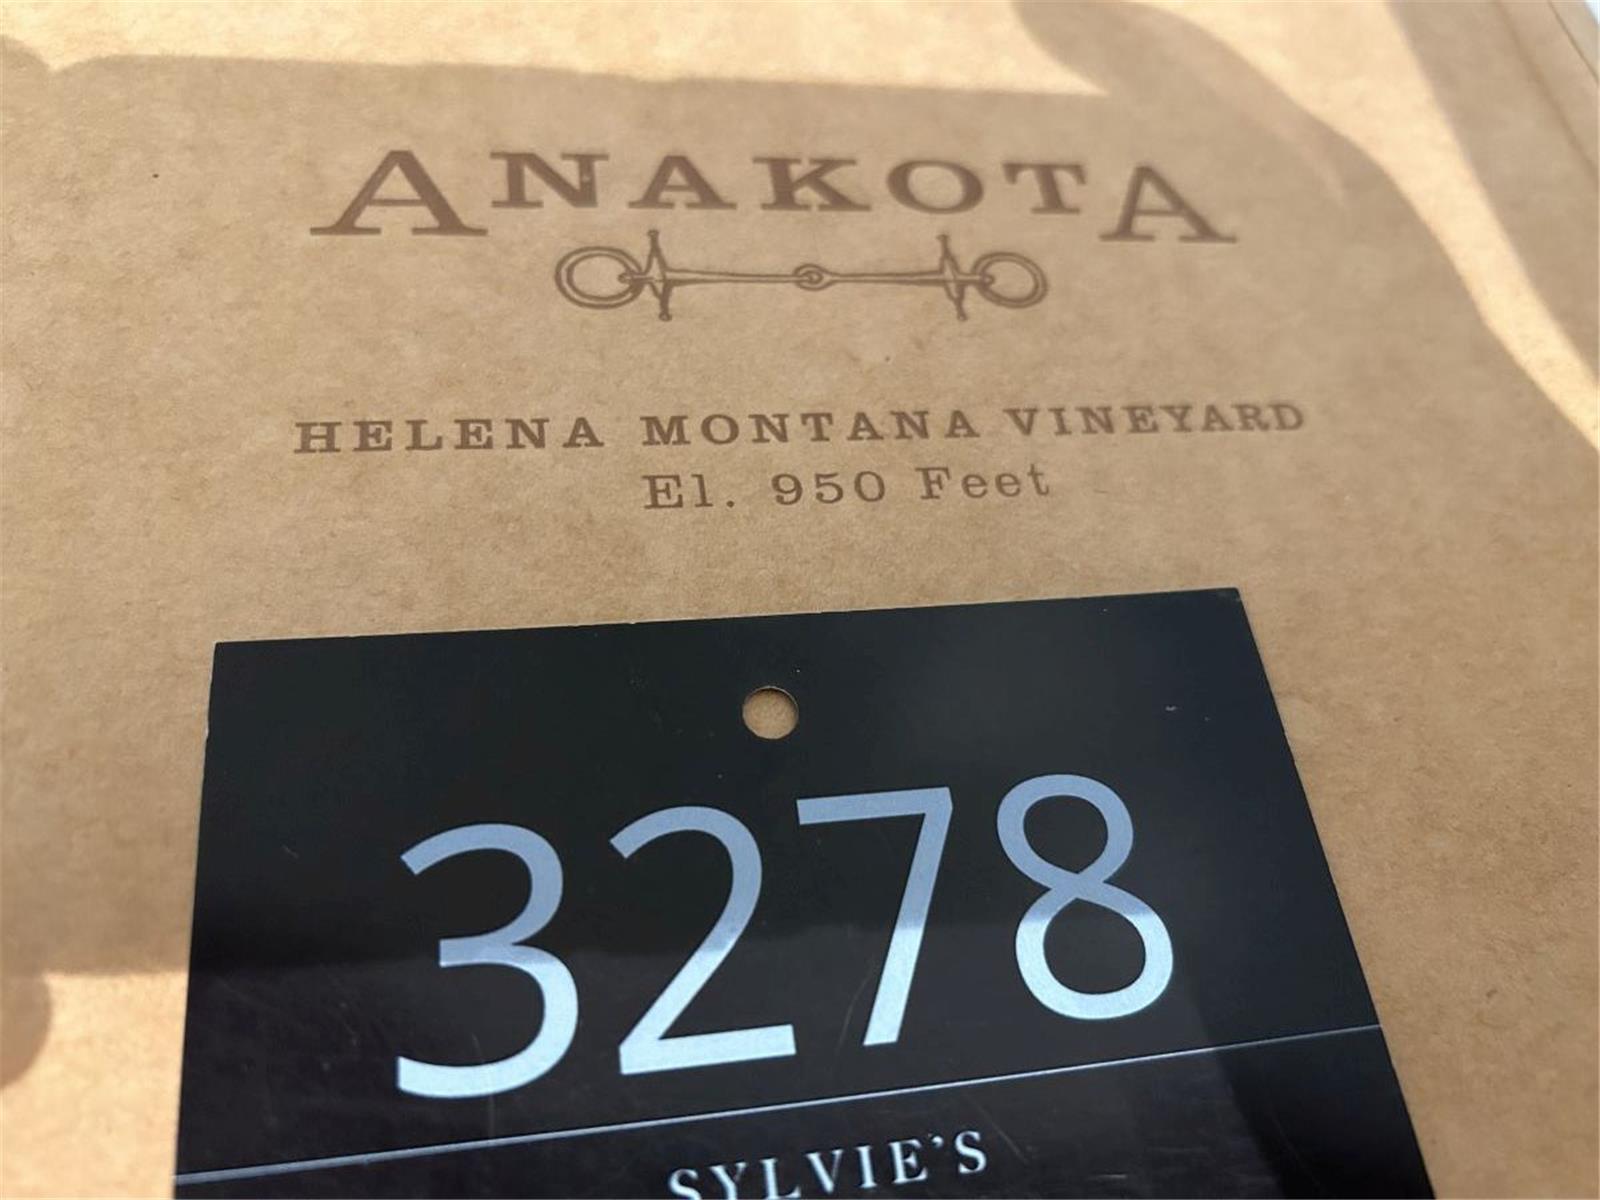 ANAKOTA
HELENA MONTANA VINEYARD
El. 950 Feet
3278
SYLVIE'S